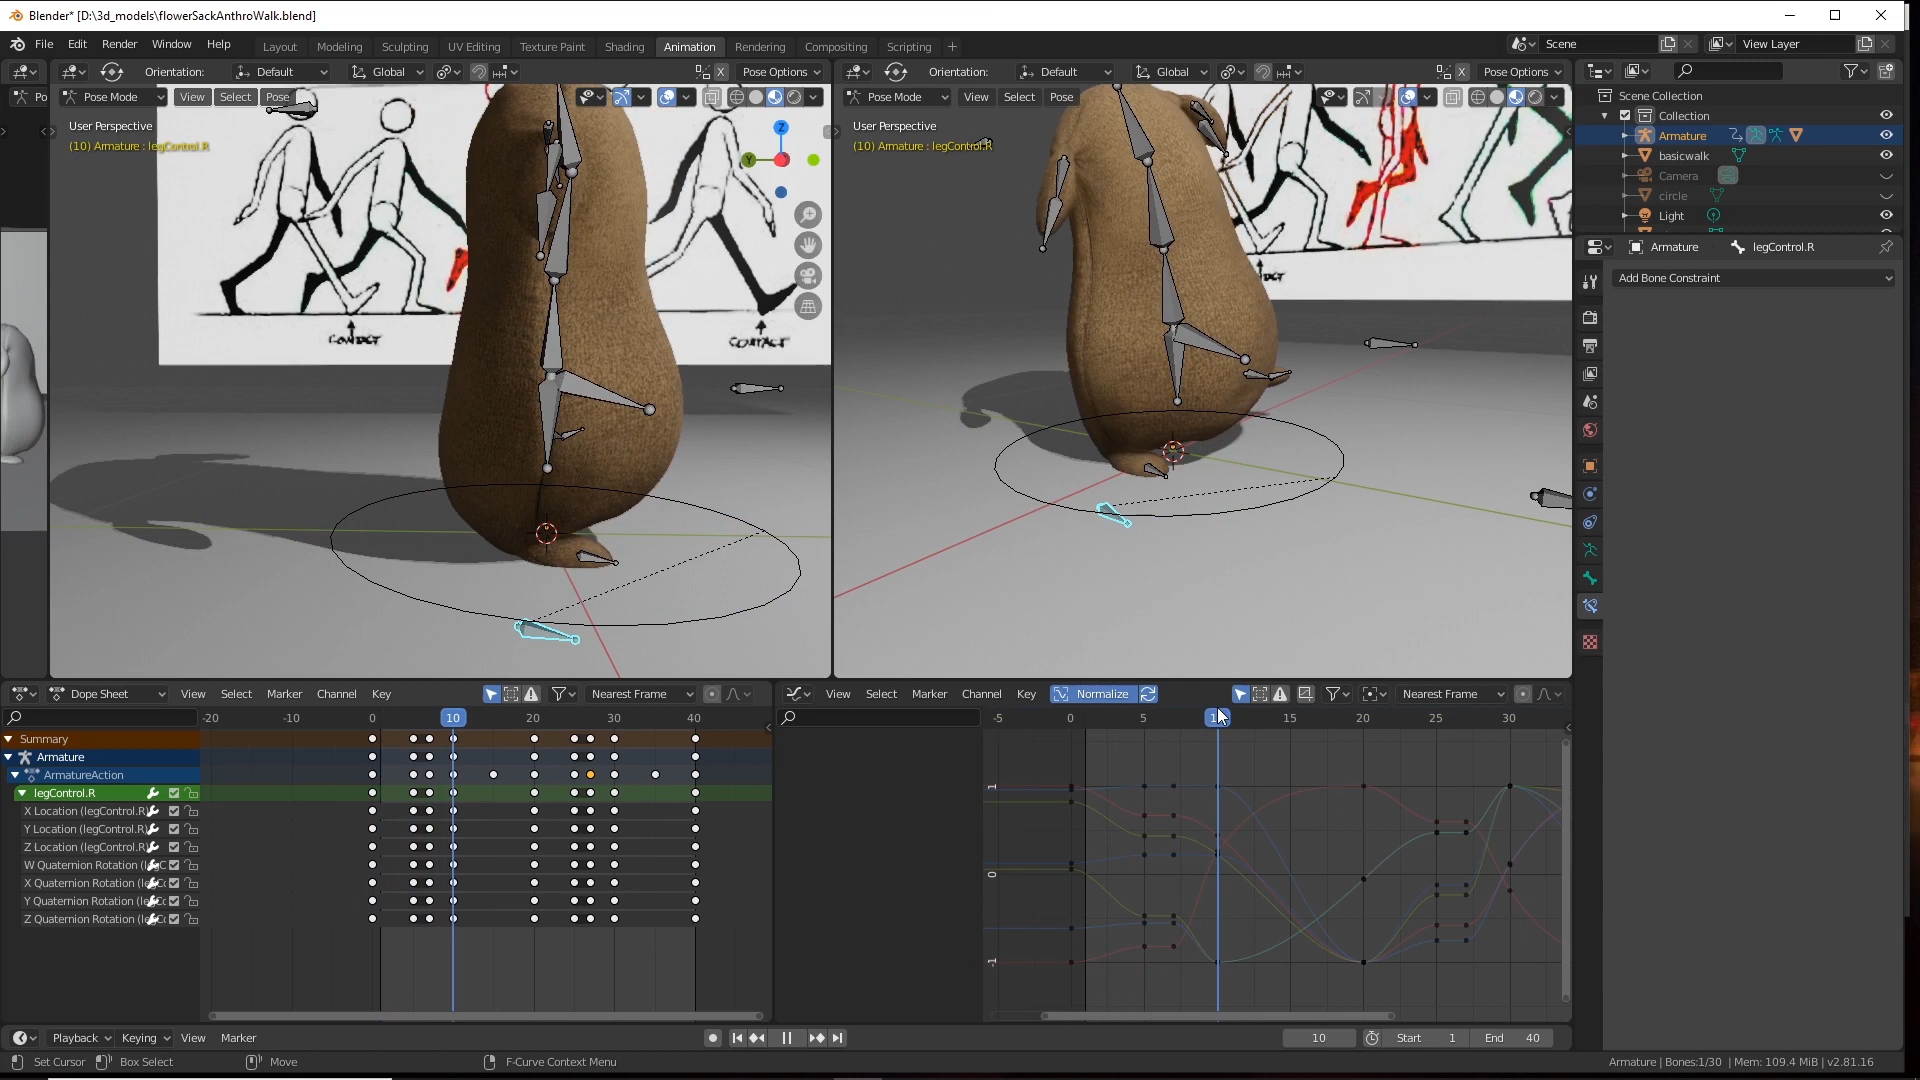 Blender* [D:\3d_models\flowerSackAnthroWalk.blend]
File Edit Render Window Help
Layout Modeling Sculpting UV Editing Texture Paint Shading Animation Rendering Compositing Scripting +
Scene
View Layer
Orientation: Default Global X Pose Options
Orientation: Default Global X Pose Options
Po
Pose Mode View Select Pose
Pose Mode View Select Pose
User Perspective
(10) Armature : legControl.R
User Perspective
(10) Armature : legControl.R
Z
Y
CONTACT
CONTACT
Scene Collection
Collection
Armature
basicwalk
Camera
circle
Light
Armature legControl.R
Add Bone Constraint
Dope Sheet View Select Marker Channel Key Nearest Frame
View Select Marker Channel Key Normalize Nearest Frame
-20 -10 0 10 20 30 40
-5 0 5 15 20 25 30
1
0
-1
Summary
Armature
ArmatureAction
legControl.R
X Location (legControl.R)
Y Location (legControl.R)
Z Location (legControl.R)
W Quaternion Rotation
X Quaternion Rotation
Y Quaternion Rotation
Z Quaternion Rotation
Playback Keying View Marker
10 Start 1 End 40
Set Cursor Box Select Move F-Curve Context Menu
Armature | Bones:1/30 | Mem: 109.4 MiB | v2.81.16